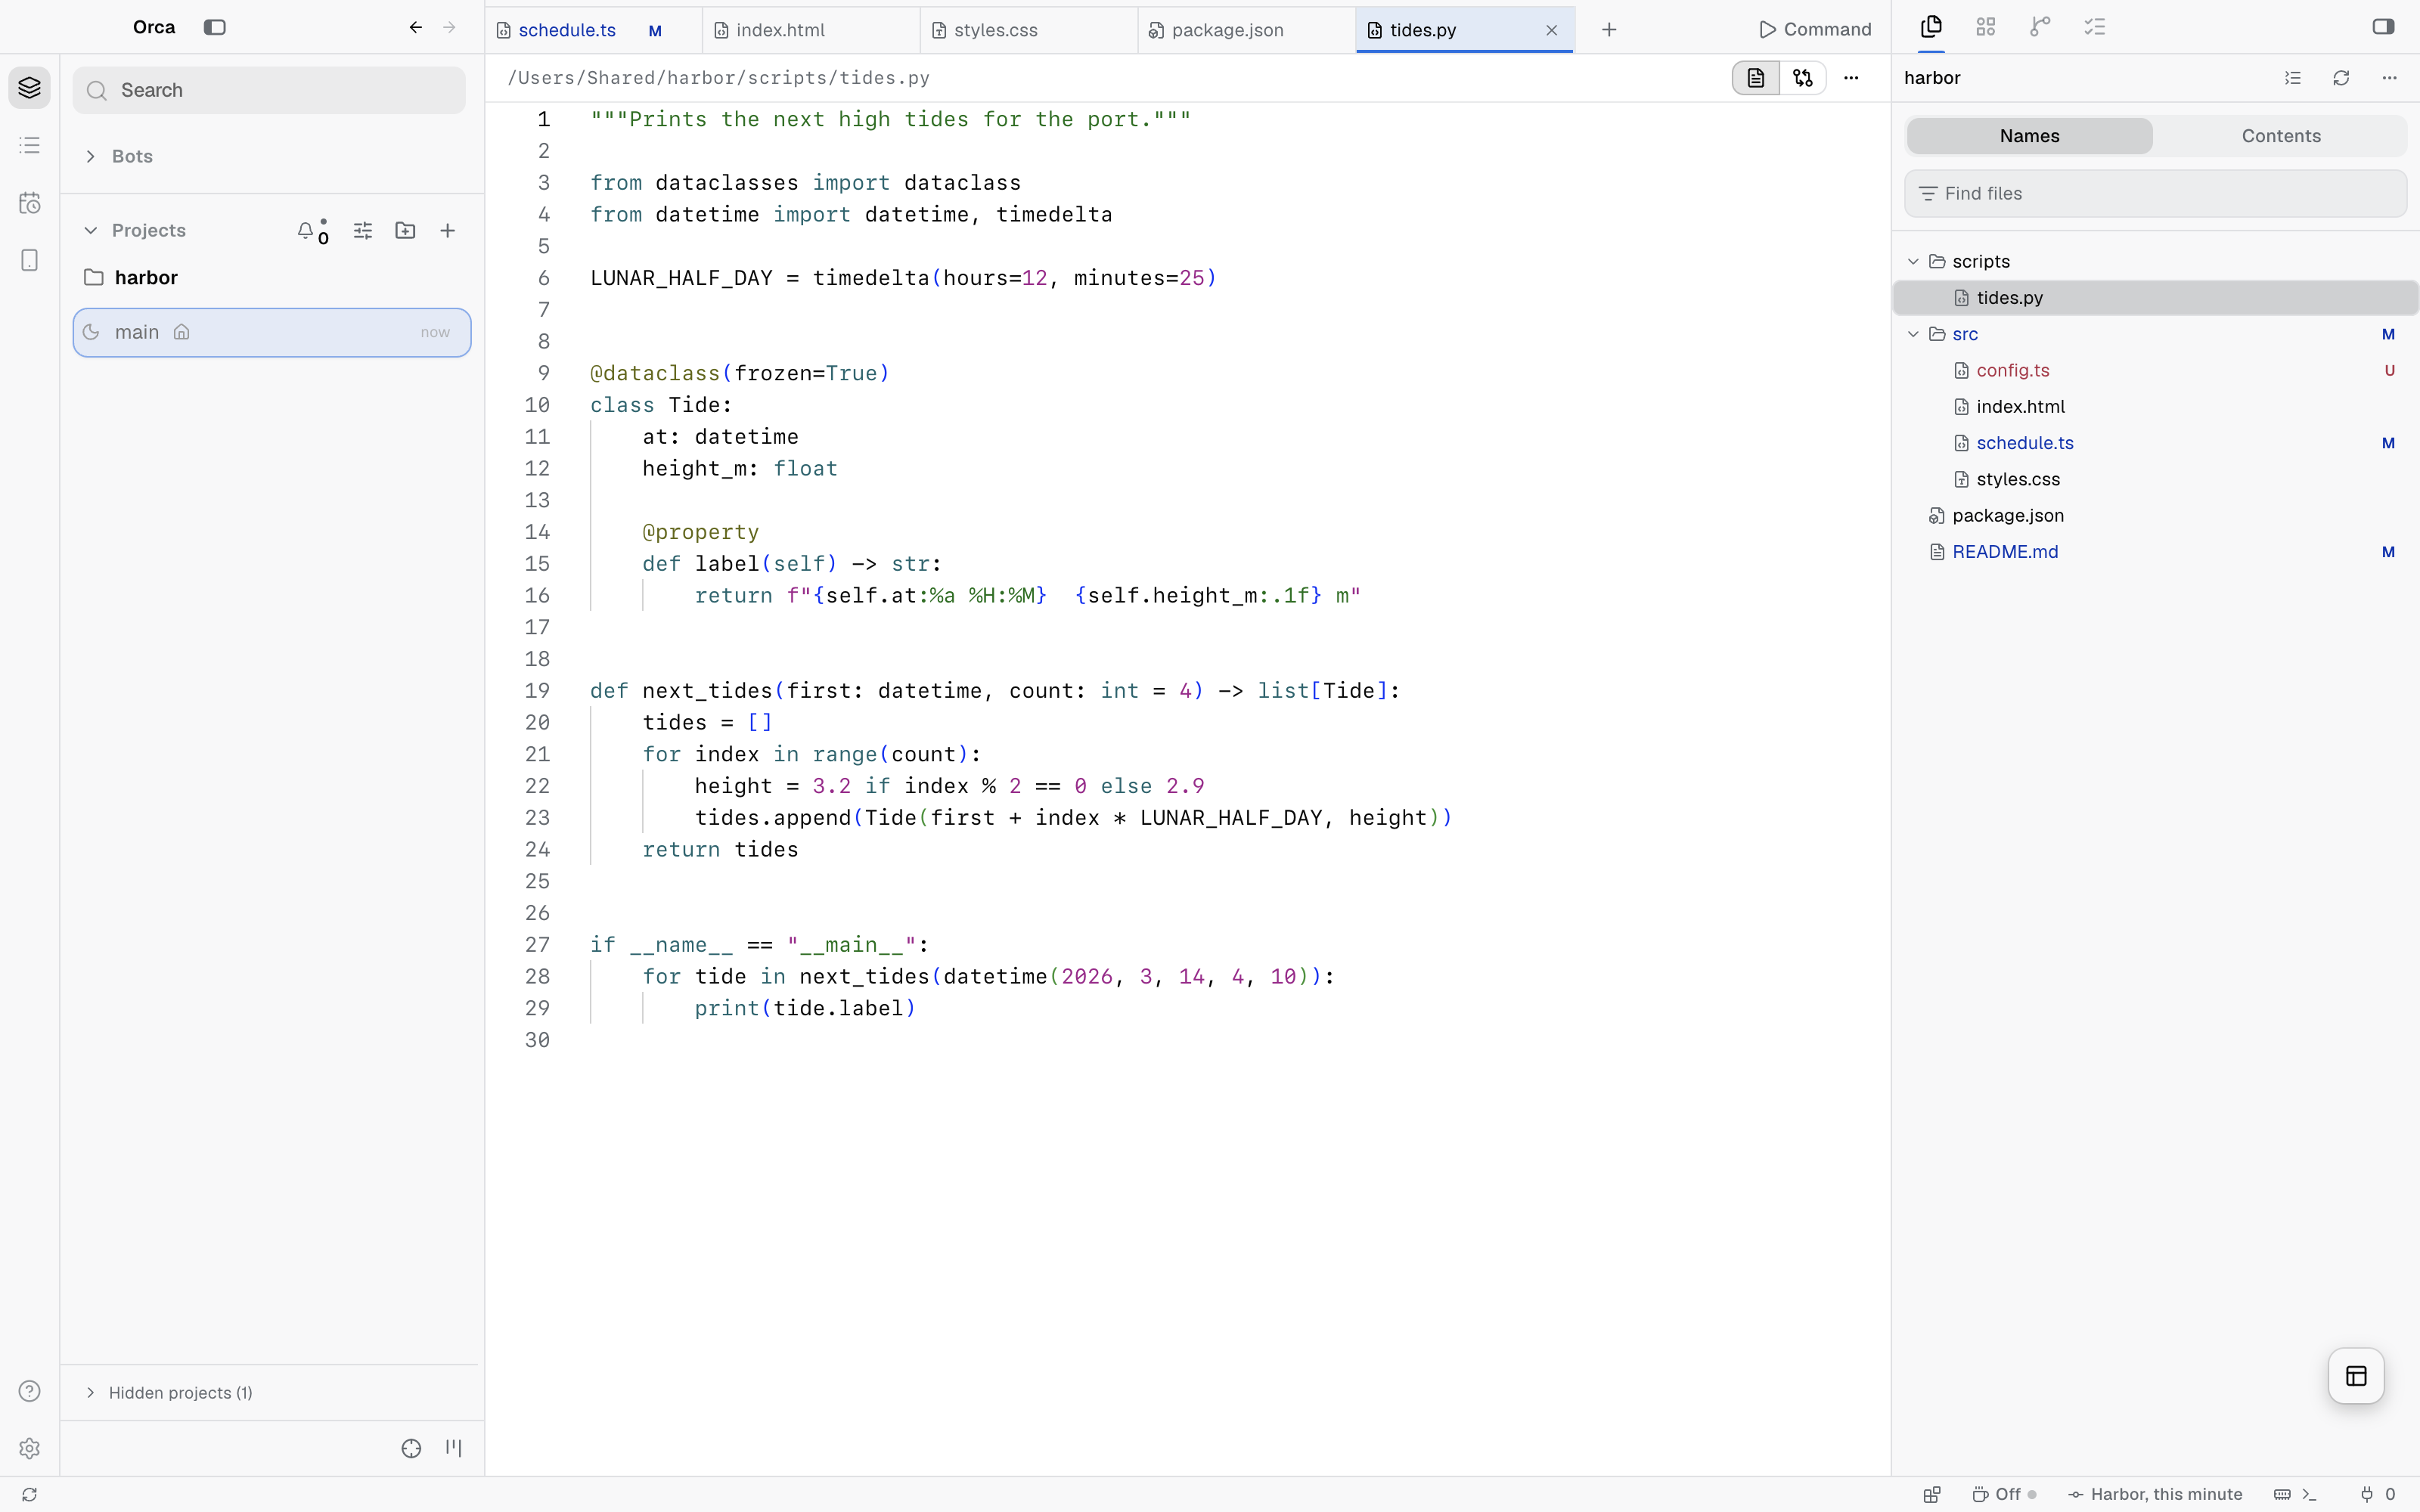 Orca
Search
Bots
Projects
0
harbor
main
now
Hidden projects (1)
schedule.ts M
index.html
styles.css
package.json
tides.py
Command
/Users/Shared/harbor/scripts/tides.py
1 """Prints the next high tides for the port."""
2
3 from dataclasses import dataclass
4 from datetime import datetime, timedelta
5
6 LUNAR_HALF_DAY = timedelta(hours=12, minutes=25)
7
8
9 @dataclass(frozen=True)
10 class Tide:
11     at: datetime
12     height_m: float
13
14     @property
15     def label(self) -> str:
16         return f"{self.at:%a %H:%M}  {self.height_m:.1f} m"
17
18
19 def next_tides(first: datetime, count: int = 4) -> list[Tide]:
20     tides = []
21     for index in range(count):
22         height = 3.2 if index % 2 == 0 else 2.9
23         tides.append(Tide(first + index * LUNAR_HALF_DAY, height))
24     return tides
25
26
27 if __name__ == "__main__":
28     for tide in next_tides(datetime(2026, 3, 14, 4, 10)):
29         print(tide.label)
30
harbor
Names
Contents
Find files
scripts
tides.py
src M
config.ts U
index.html
schedule.ts M
styles.css
package.json
README.md M
Off
Harbor, this minute
0